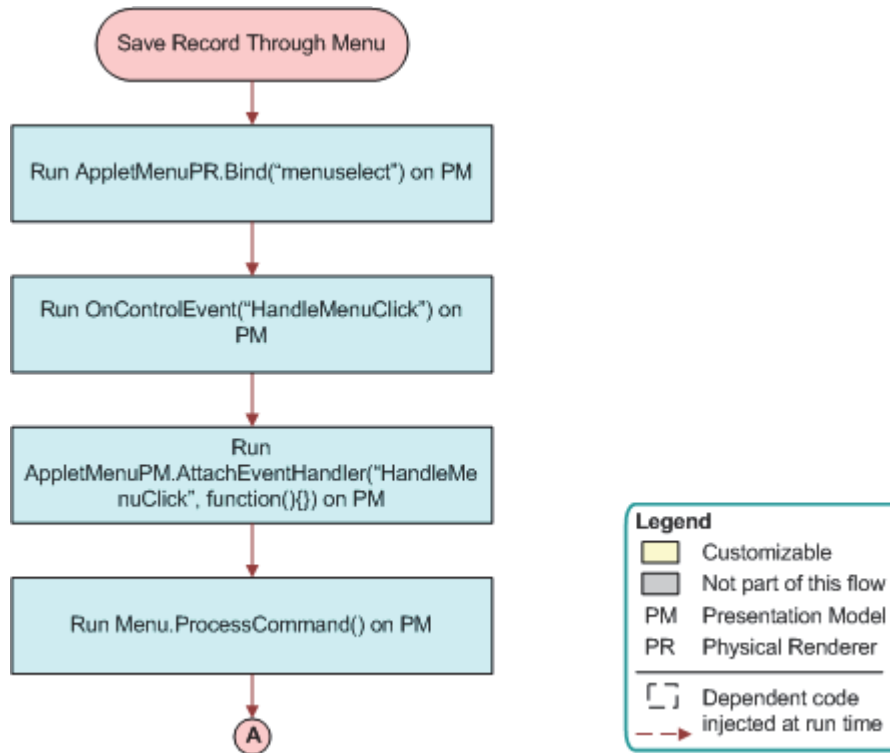 Save Record Through Menu
Run AppletMenuPR.Bind(“menuselect”) on PM
Run OnControlEvent(“HandleMenuClick”) on
PM
Run
AppletMenuPM.AttachEventHandler(“HandleMe
nuClick”, function(){}) on PM
Run Menu.ProcessCommand() on PM
A
Legend
Customizable
Not part of this flow
PM Presentation Model
PR Physical Renderer
Dependent code
injected at run time